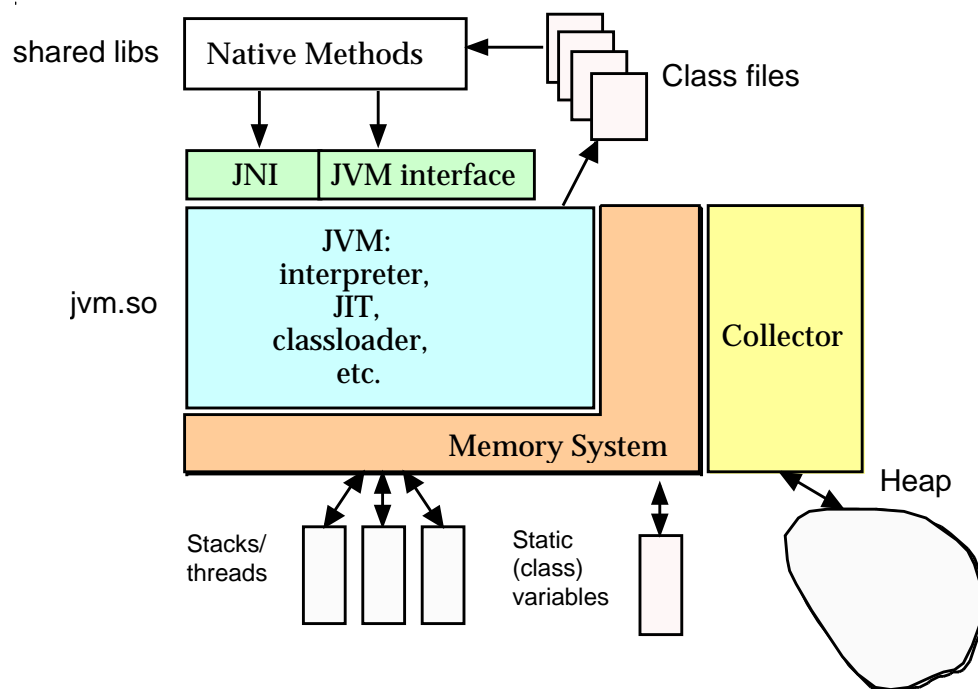 shared libs
Native Methods
Class files
JNI
JVM interface
JVM:
interpreter,
JIT,
classloader,
etc.
jvm.so
Collector
Memory System
Heap
Stacks/
threads
Static
(class)
variables